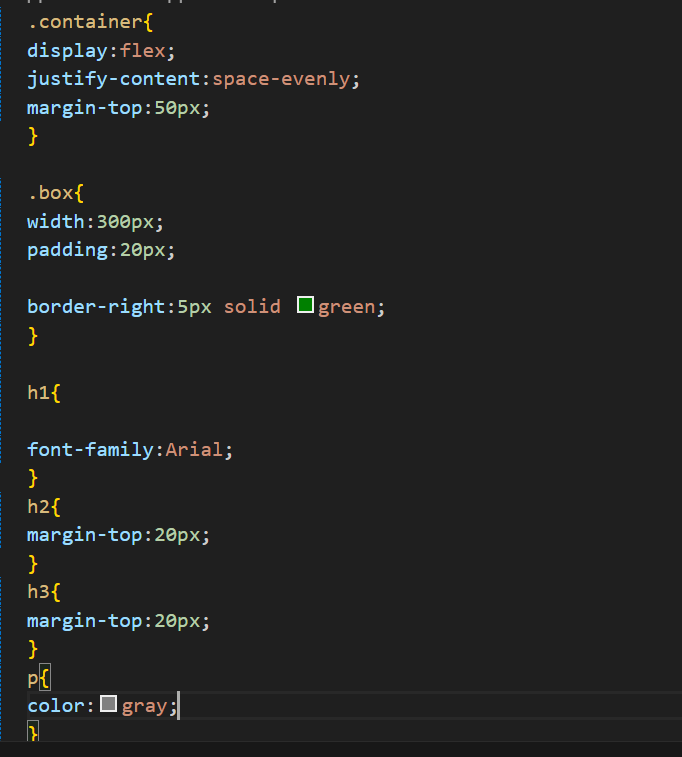 .container{
display:flex;
justify-content:space-evenly;
margin-top:50px;
}
.box{
width:300px;
padding:20px;
border-right:5px solid green;
}
h1{
font-family:Arial;
}
h2{
margin-top:20px;
}
h3{
margin-top:20px;
}
p{
color:gray;
}